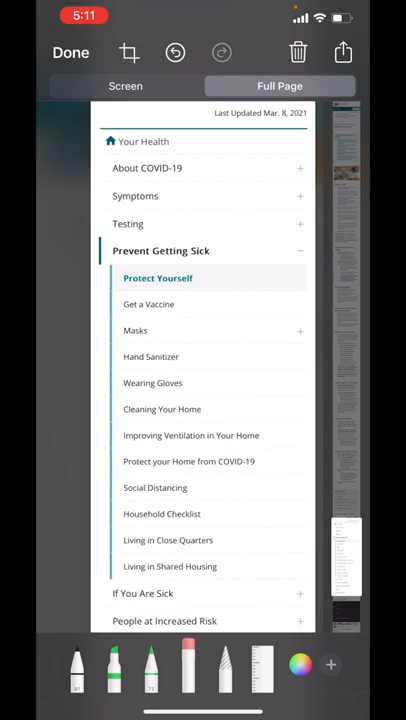 5:11
Done
Screen Full Page
Last Updated Mar. 8, 2021
Your Health
About COVID-19 +
Symptoms +
Testing +
Prevent Getting Sick −
Protect Yourself
Get a Vaccine
Masks +
Hand Sanitizer
Wearing Gloves
Cleaning Your Home
Improving Ventilation in Your Home
Protect your Home from COVID-19
Social Distancing
Household Checklist
Living in Close Quarters
Living in Shared Housing
If You Are Sick +
People at Increased Risk +
97